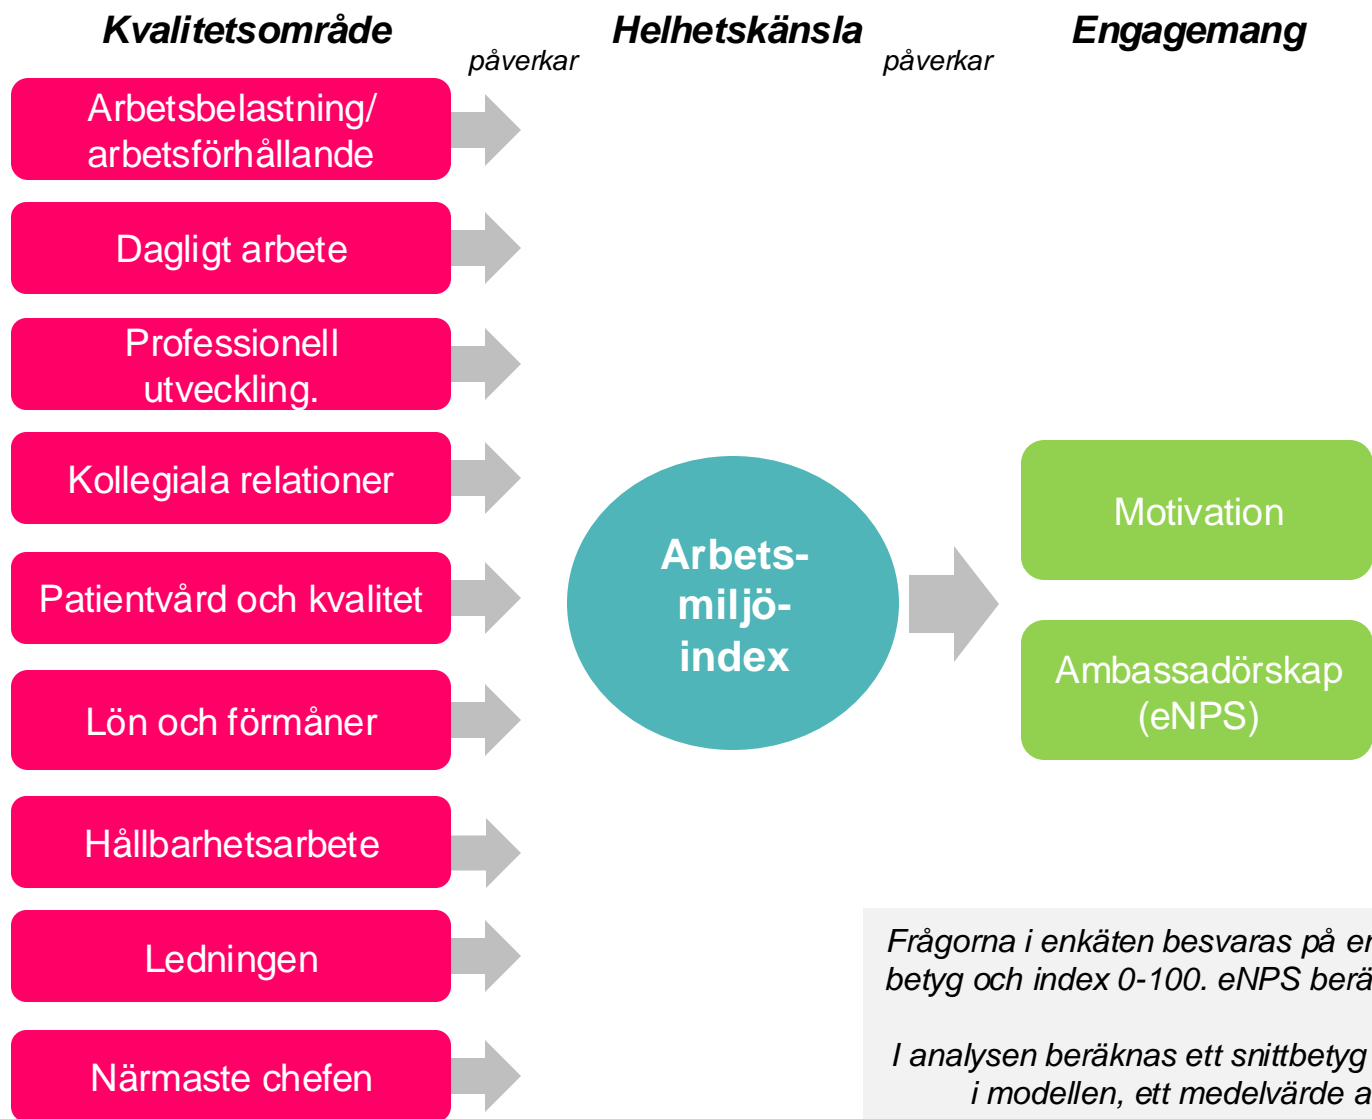 Kvalitetsområde
påverkar
Helhetskänsla
påverkar
Engagemang
Arbetsbelastning/
arbetsförhållande
Dagligt arbete
Professionell
utveckling.
Kollegiala relationer
Patientvård och kvalitet
Lön och förmåner
Hållbarhetsarbete
Ledningen
Närmaste chefen
Arbets-
miljö-
index
Motivation
Ambassadörskap
(eNPS)
Frågorna i enkäten besvaras på
betyg och index 0-100. eNPS
I analysen beräknas ett snittbetyg
i modellen, ett medelvärde